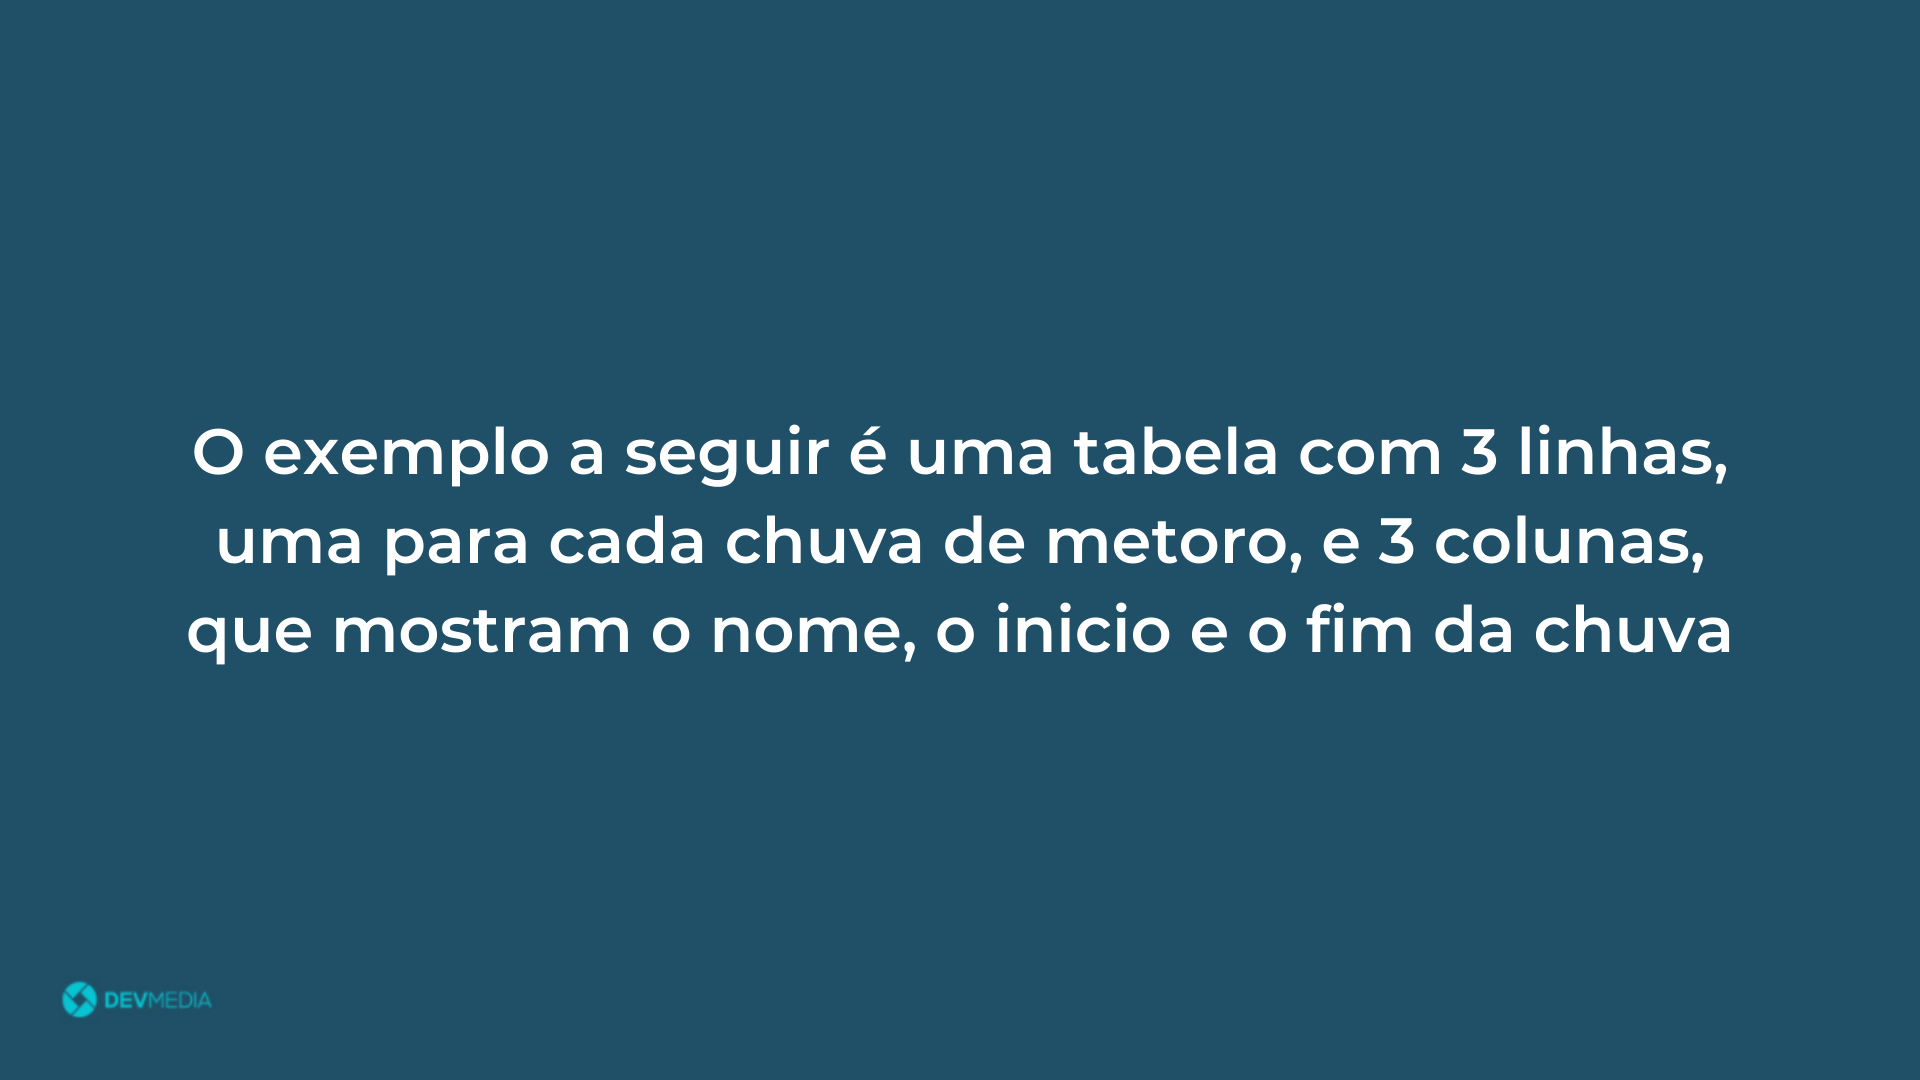 O exemplo a seguir é uma tabela com 3 linhas,
uma para cada chuva de metoro, e 3 colunas,
que mostram o nome, o inicio e o fim da chuva
DEVMEDIA